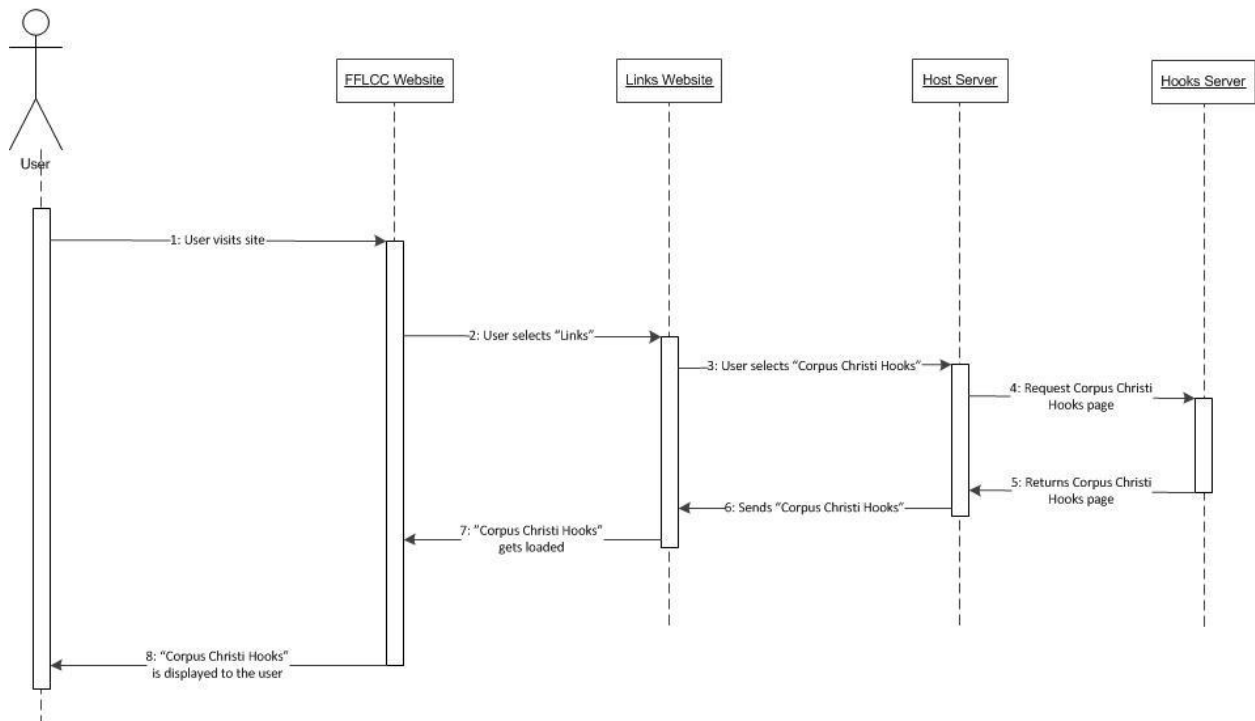 FFLCC Website
Links Website
Host Server
Hooks Server
User
1: User visits site
2: User selects “Links”
3: User selects “Corpus Christi Hooks”
4: Request Corpus Christi
Hooks page
5: Returns Corpus Christi
Hooks page
6: Sends “Corpus Christi Hooks”
7: “Corpus Christi Hooks”
gets loaded
8: “Corpus Christi Hooks”
is displayed to the user